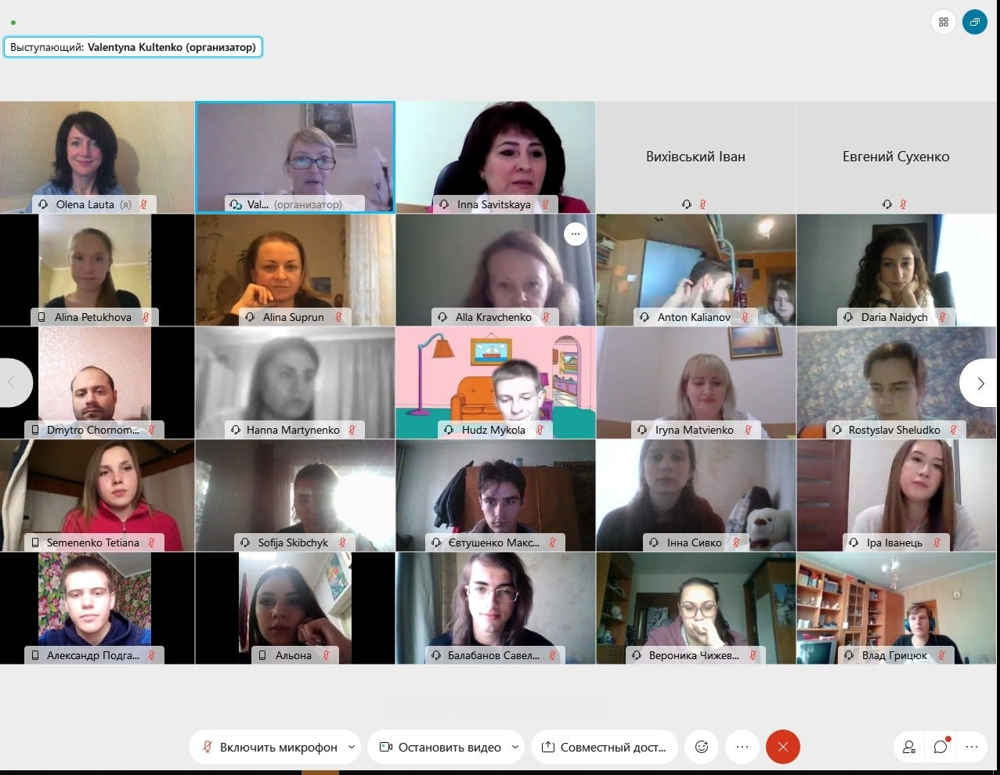 Выступающий: Valentyna Kultenko (организатор)
Olena Lauta (я)
Val... (организатор)
Inna Savitskaya
Вихівський Іван
Евгений Сухенко
Alina Petukhova
Alina Suprun
Alla Kravchenko
Anton Kalianov
Daria Naidych
Dmytro Chornom...
Hanna Martynenko
Hudz Mykola
Iryna Matvienko
Rostyslav Sheludko
Semenenko Tetiana
Sofija Skibchyk
Євтушенко Макс...
Інна Сивко
Іра Іванець
Александр Подга...
Альона
Балабанов Савел...
Вероника Чижев...
Влад Грицюк
Включить микрофон
Остановить видео
Совместный дост...